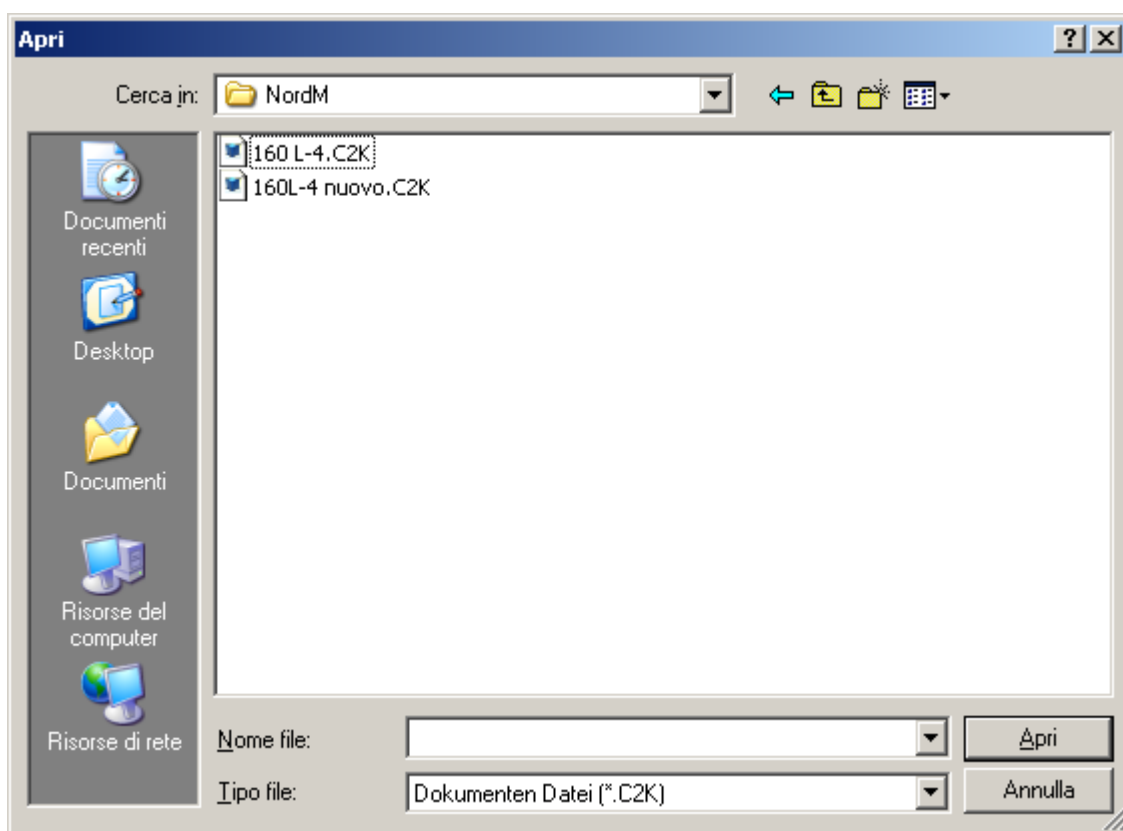 Apri
Cerca in: NordM
160 L-4.C2K
160L-4 nuovo.C2K
Documenti
recenti
Desktop
Documenti
Risorse del
computer
Risorse di rete
Nome file: Apri
Tipo file: Dokumenten Datei (*.C2K) Annulla